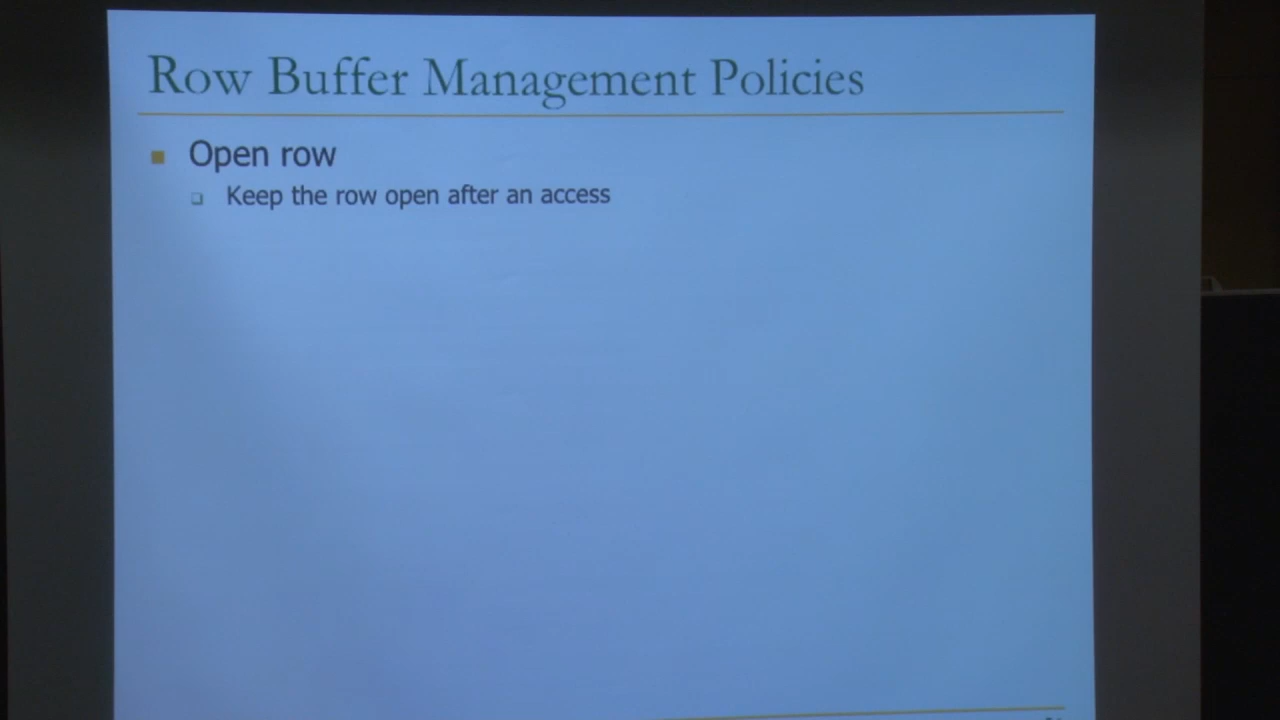 Row Buffer Management Policies
Open row
Keep the row open after an access